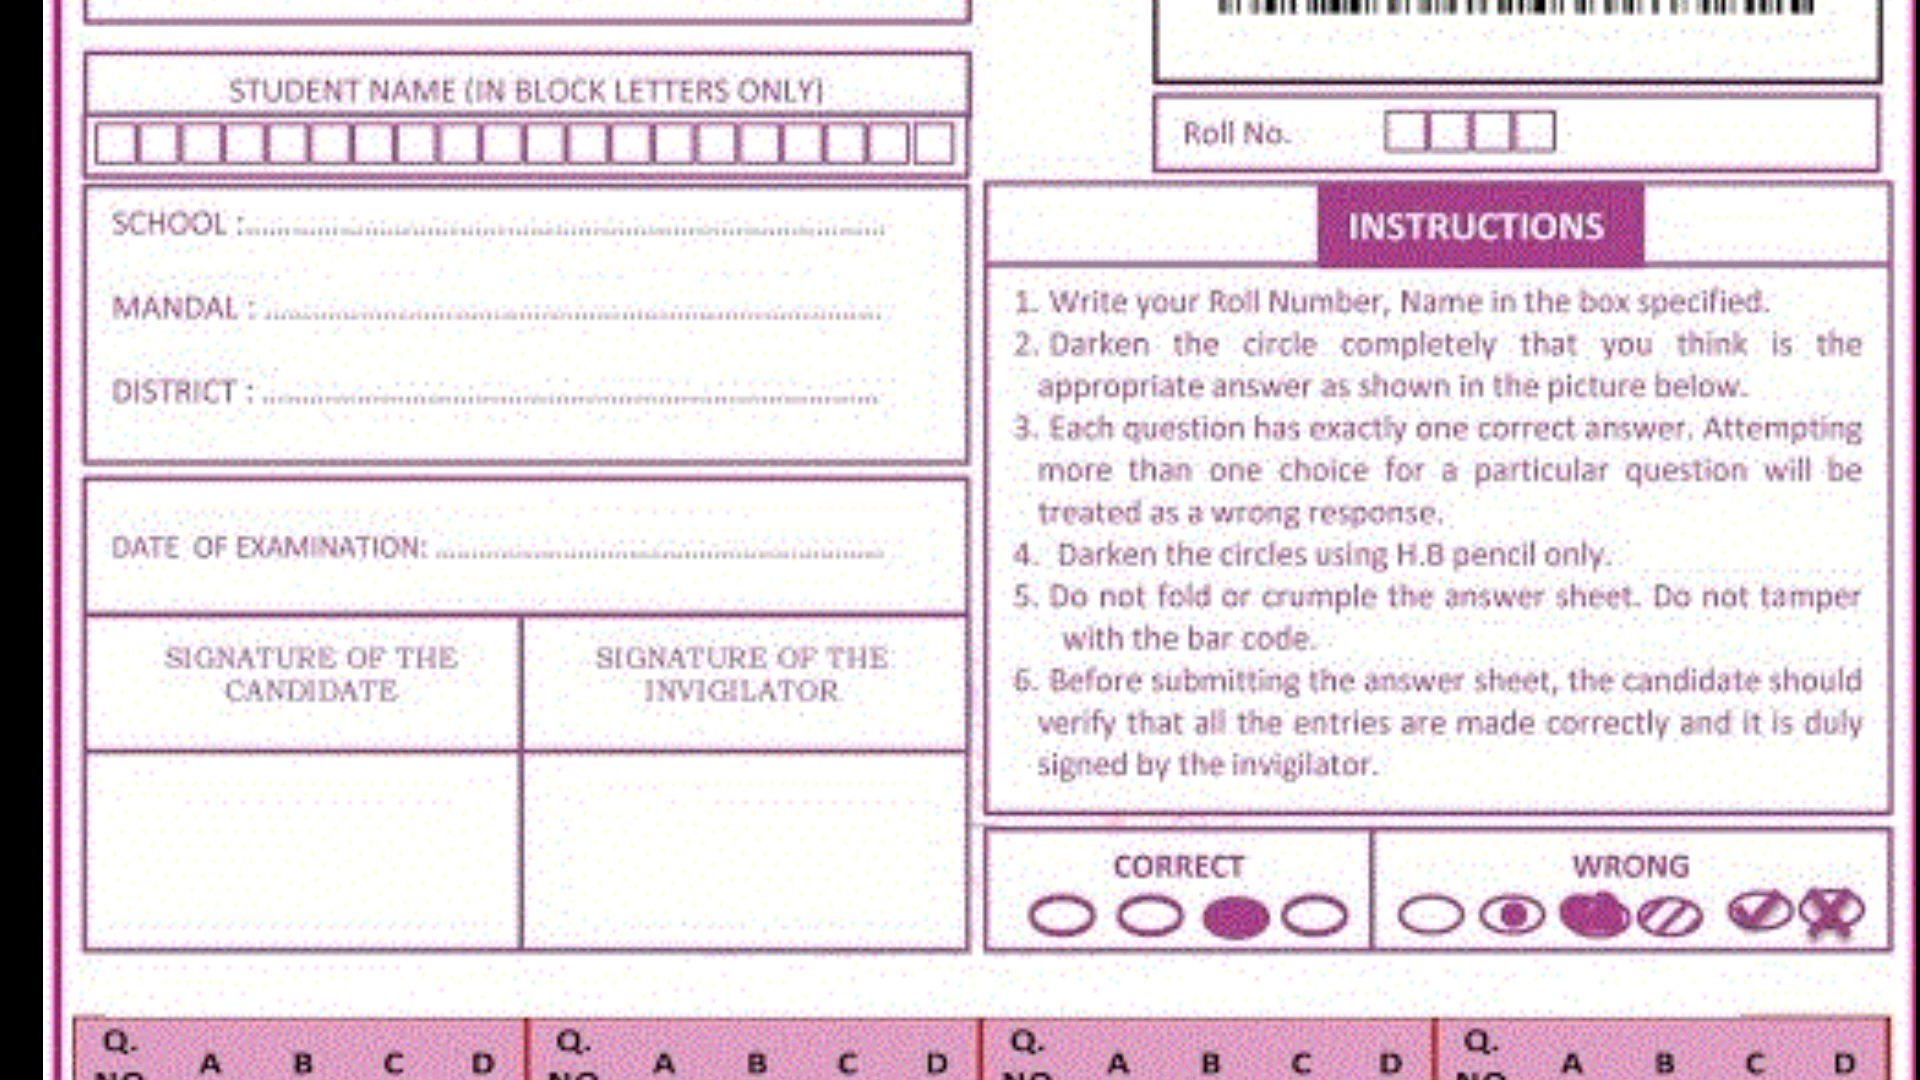 STUDENT NAME (IN BLOCK LETTERS ONLY)
Roll No.
SCHOOL :
MANDAL :
DISTRICT :
DATE OF EXAMINATION:
SIGNATURE OF THE
CANDIDATE
SIGNATURE OF THE
INVIGILATOR
INSTRUCTIONS
1. Write your Roll Number, Name in the box specified.
2. Darken the circle completely that you think is the
appropriate answer as shown in the picture below.
3. Each question has exactly one correct answer. Attempting
more than one choice for a particular question will be
treated as a wrong response.
4. Darken the circles using H.B pencil only.
5. Do not fold or crumple the answer sheet. Do not tamper
with the bar code.
6. Before submitting the answer sheet, the candidate should
verify that all the entries are made correctly and it is duly
signed by the invigilator.
CORRECT
WRONG
Q. A B C D Q. A B C D Q. A B C D Q. A B C D
NO NO NO NO